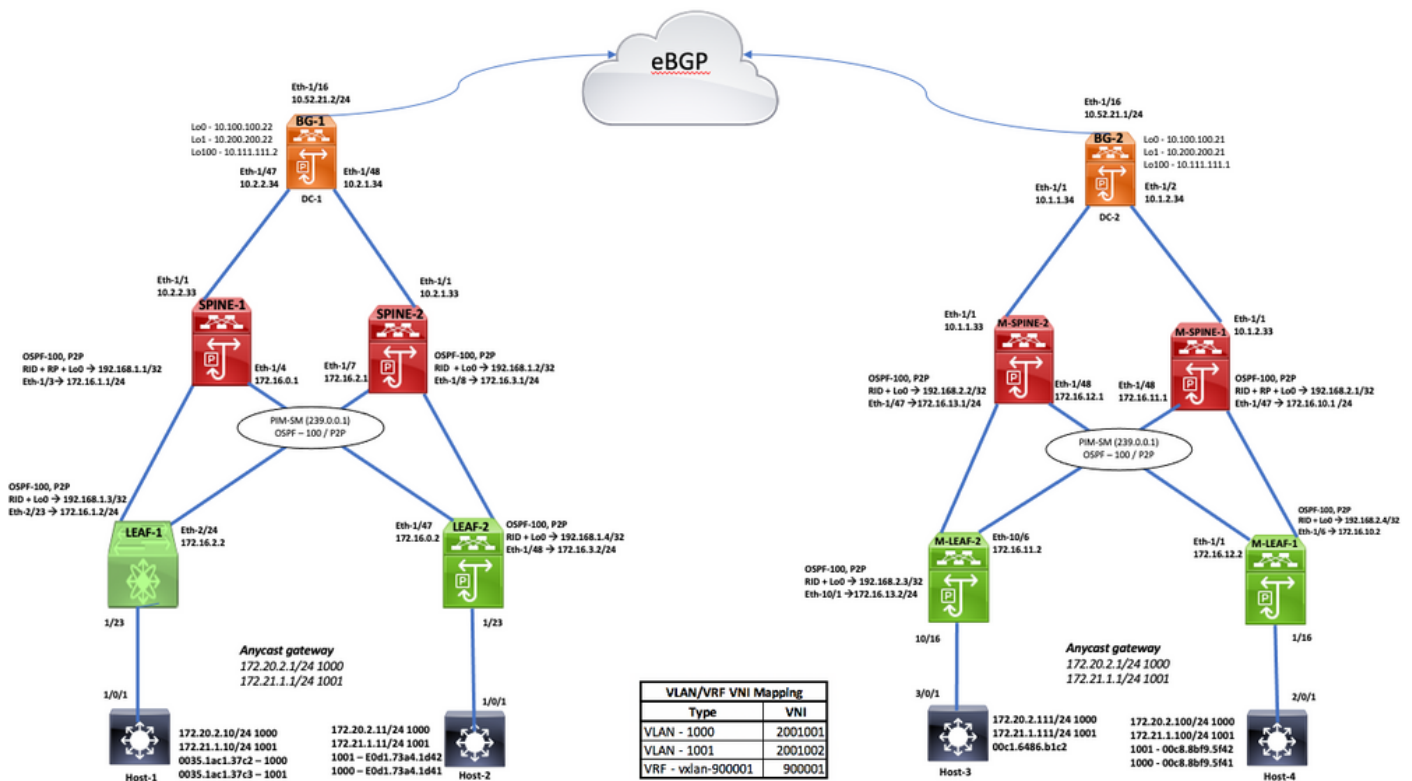 eBGP
Eth-1/16
10.52.21.2/24
BG-1
Lo0 - 10.100.100.22
Lo1 - 10.200.200.22
Lo100 - 10.111.111.2
Eth-1/47
10.2.2.34
Eth-1/48
10.2.1.34
DC-1
Eth-1/16
10.52.21.1/24
BG-2
Lo0 - 10.100.100.21
Lo1 - 10.200.200.21
Lo100 - 10.111.111.1
Eth-1/1
10.1.1.34
Eth-1/2
10.1.2.34
DC-2
Eth-1/1
10.2.2.33
SPINE-1
Eth-1/1
10.2.1.33
SPINE-2
OSPF-100, P2P
RID + RP + Lo0 → 192.168.1.1/32
Eth-1/3→ 172.16.1.1/24
Eth-1/4
172.16.0.1
Eth-1/7
172.16.2.1
OSPF-100, P2P
RID + Lo0 → 192.168.1.2/32
Eth-1/8 → 172.16.3.1/24
PIM-SM (239.0.0.1)
OSPF – 100 / P2P
Eth-1/1
10.1.1.33
M-SPINE-2
Eth-1/1
10.1.2.33
M-SPINE-1
OSPF-100, P2P
RID + Lo0 → 192.168.2.2/32
Eth-1/47 →172.16.13.1/24
Eth-1/48
172.16.12.1
Eth-1/48
172.16.11.1
OSPF-100, P2P
RID + RP + Lo0 → 192.168.2.1/32
Eth-1/47 → 172.16.10.1 /24
PIM-SM (239.0.0.1)
OSPF – 100 / P2P
OSPF-100, P2P
RID + Lo0 → 192.168.1.3/32
Eth-2/23 → 172.16.1.2/24
LEAF-1
Eth-2/24
172.16.2.2
Eth-1/47
172.16.0.2
LEAF-2
OSPF-100, P2P
RID + Lo0 → 192.168.1.4/32
Eth-1/48 → 172.16.3.2/24
1/23
1/23
Anycast gateway
172.20.2.1/24 1000
172.21.1.1/24 1001
1/0/1
1/0/1
Host-1
172.20.2.10/24 1000
172.21.1.10/24 1001
0035.1ac1.37c2 – 1000
0035.1ac1.37c3 – 1001
172.20.2.11/24 1000
172.21.1.11/24 1001
1001 – E0d1.73a4.1d42
1000 – E0d1.73a4.1d41
Host-2
VLAN/VRF VNI Mapping
Type VNI
VLAN - 1000 2001001
VLAN - 1001 2001002
VRF - vxlan-900001 900001
M-LEAF-2
Eth-10/6
172.16.11.2
OSPF-100, P2P
RID + Lo0 → 192.168.2.3/32
Eth-10/1 →172.16.13.2/24
Eth-1/1
172.16.12.2
M-LEAF-1
OSPF-100, P2P
RID + Lo0 → 192.168.2.4/32
Eth-1/6→ 172.16.10.2
10/16
1/16
Anycast gateway
172.20.2.1/24 1000
172.21.1.1/24 1001
3/0/1
2/0/1
Host-3
172.20.2.111/24 1000
172.21.1.111/24 1001
00c1.6486.b1c2
172.20.2.100/24 1000
172.21.1.100/24 1001
1001 - 00c8.8bf9.5f42
1000 - 00c8.8bf9.5f41
Host-4